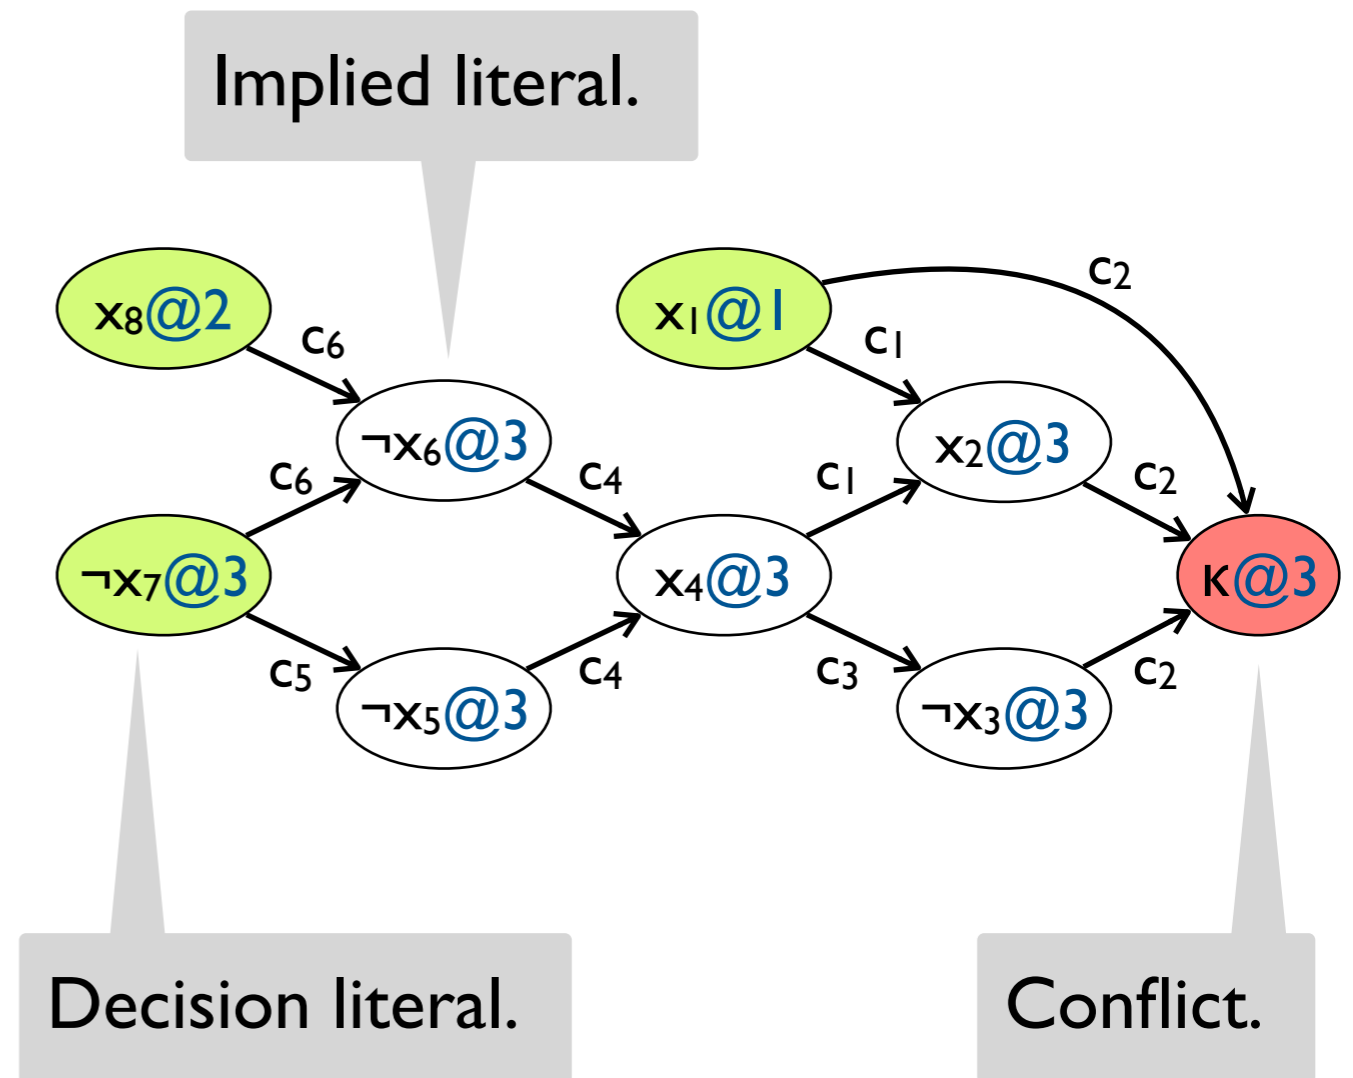 Implied literal.
c₂
x₈@2
x₁@1
c₆
c₁
¬x₆@3
x₂@3
c₆
c₄
c₁
c₂
¬x₇@3
x₄@3
κ@3
c₅
c₄
c₃
c₂
¬x₅@3
¬x₃@3
Decision literal.
Conflict.